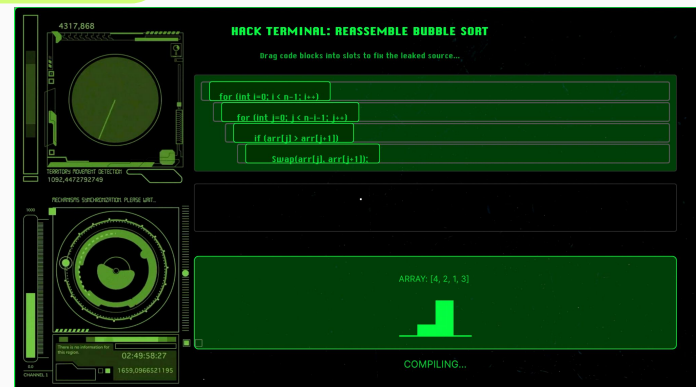 4317,868
HACK TERMINAL: REASSEMBLE BUBBLE SORT
Drag code blocks into slots to fix the leaked source...
for (int i=0; i < n-1; i++)
for (int j=0; j < n-i-1; j++)
if (arr[j] > arr[j+1])
Swap(arr[j], arr[j+1]);
TERRITORY MOVEMENT DETECTION
1092,4472792749
MECHANISMS SYNCHRONIZATION. PLEASE WAIT...
ARRAY: [4, 2, 1, 3]
There is no information for
this region
02:49:58:27
1659,0966521195
0.0
CHANNEL 1
COMPILING...